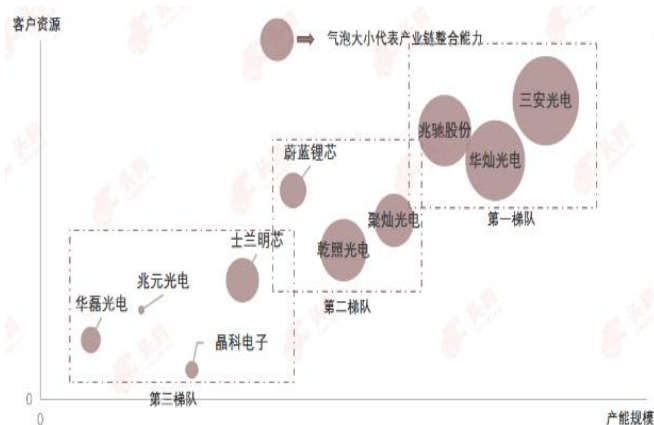 客户资源
气泡大小代表产业链整合能力
三安光电
兆驰股份
华灿光电
第一梯队
蔚蓝锂芯
聚灿光电
乾照光电
第二梯队
士兰明芯
兆元光电
华磊光电
晶科电子
第三梯队
0
0
产能规模
头豹